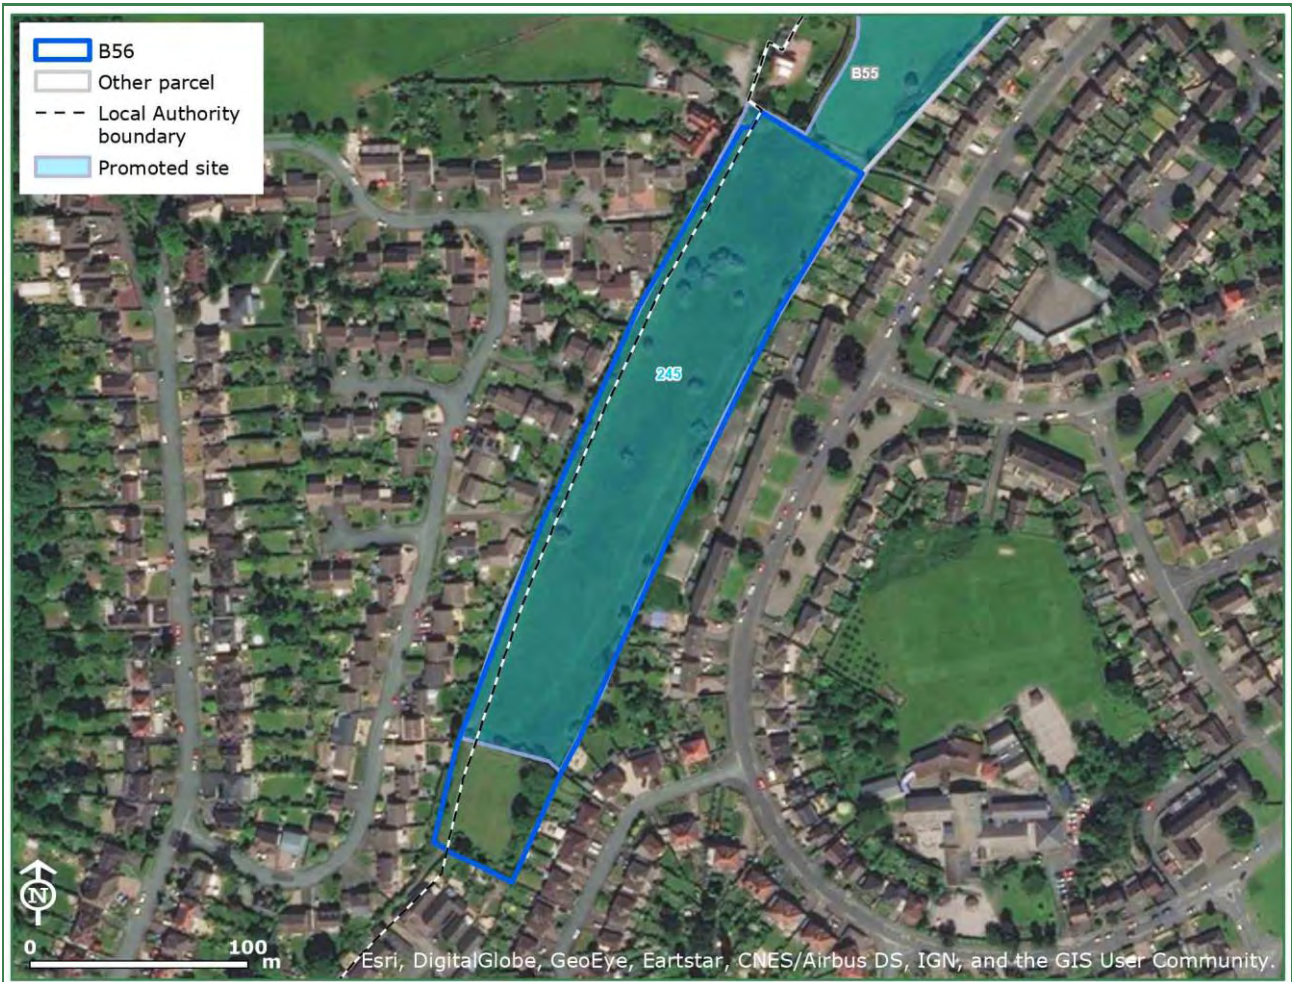 B56
Other parcel
Local Authority
boundary
Promoted site
B55
245
N
0 100
m
Esri, DigitalGlobe, GeoEye, Eartstar, CNES/Airbus DS, IGN, and the GIS User Community.